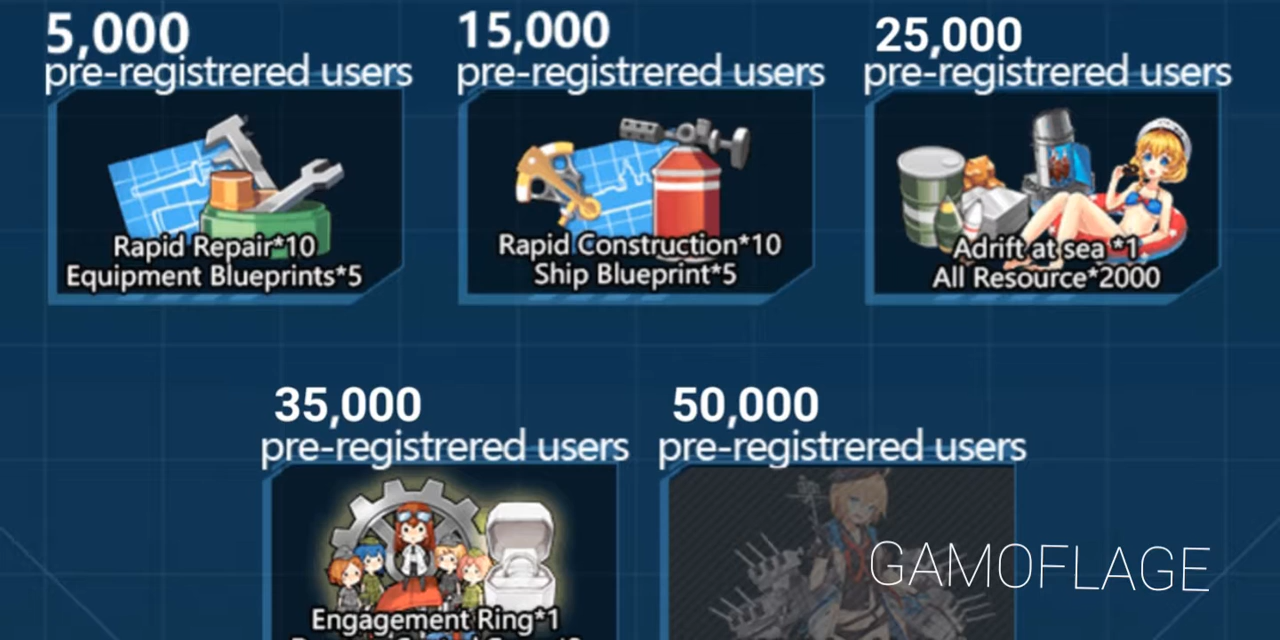 5,000
pre-registrered users
Rapid Repair*10
Equipment Blueprints*5
15,000
pre-registrered users
Rapid Construction*10
Ship Blueprint*5
25,000
pre-registrered users
Adrift at sea *1
All Resource*2000
35,000
pre-registrered users
Engagement Ring*1
50,000
pre-registrered users
GAMOFLAGE